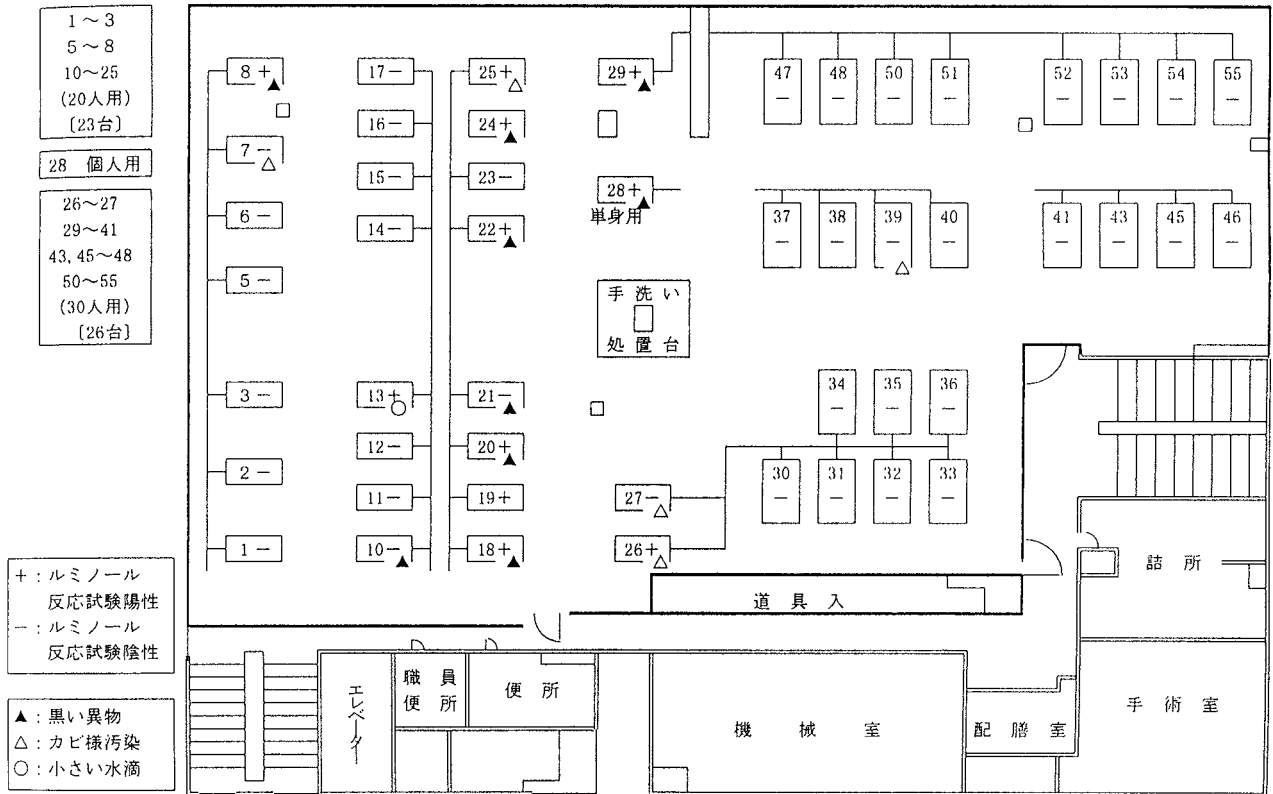 1～3
5～8
10～25
(20人用)
〔23台〕
28 個人用
26～27
29～41
43, 45～48
50～55
(30人用)
〔26台〕
8＋▲
7－
△
6－
5－
3－
2－
1－
17－
16－
15－
14－
13＋
○
12－
11－
10－▲
25＋
△
24＋
▲
23－
22＋
▲
21－
▲
20＋
▲
19＋
18＋▲
29＋
▲
28＋
▲
単身用
手洗い
処置台
27－
△
26＋
△
47 48 50 51 52 53 54 55
－ － － － － － － －
37 38 39 40 41 43 45 46
－ － － － － － － －
△
34 35 36
－ － －
30 31 32 33
－ － － －
道具入
詰所
手術室
配膳室
機械室
便所
職員
便所
エレベーター
＋：ルミノール
反応試験陽性
－：ルミノール
反応試験陰性
▲：黒い異物
△：カビ様汚染
○：小さい水滴